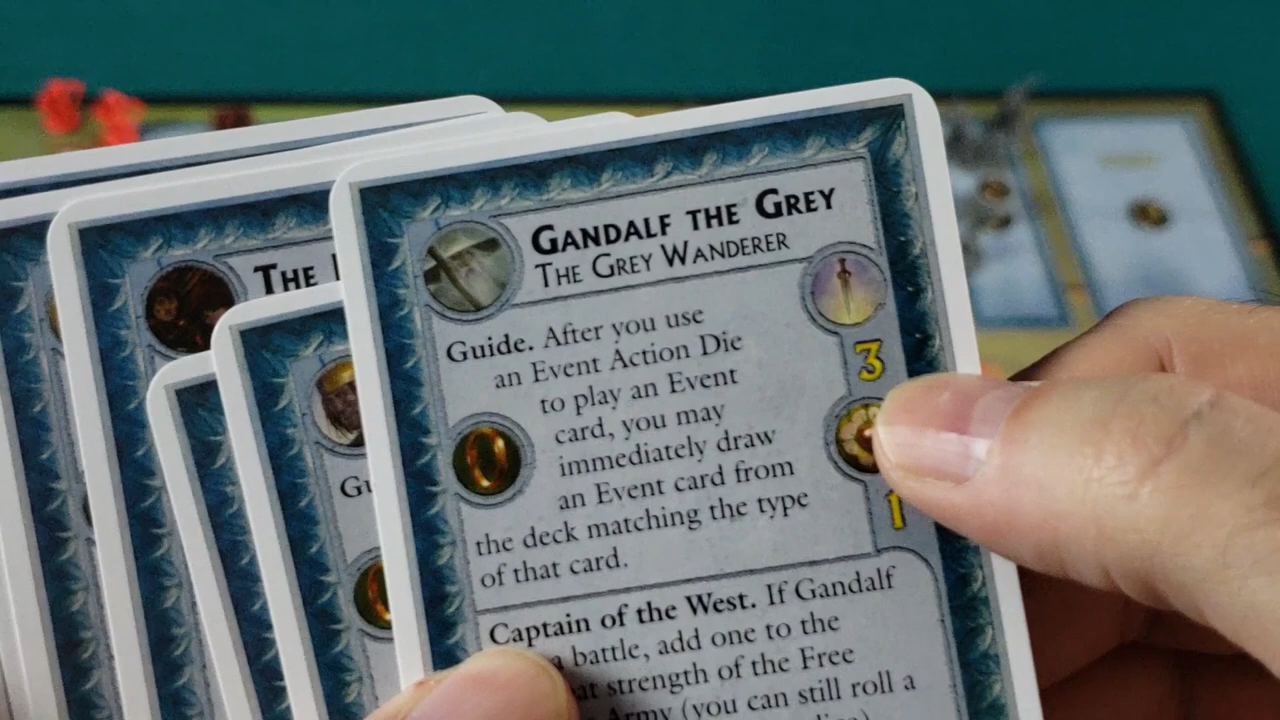 GANDALF THE GREY
THE GREY WANDERER
THE
Guide. After you use
an Event Action Die
to play an Event
card, you may
immediately draw
an Event card from
the deck matching the type
of that card.
3
1
Gu
Captain of the West. If Gandalf
a battle, add one to the
at strength of the Free
Army (you can still roll a